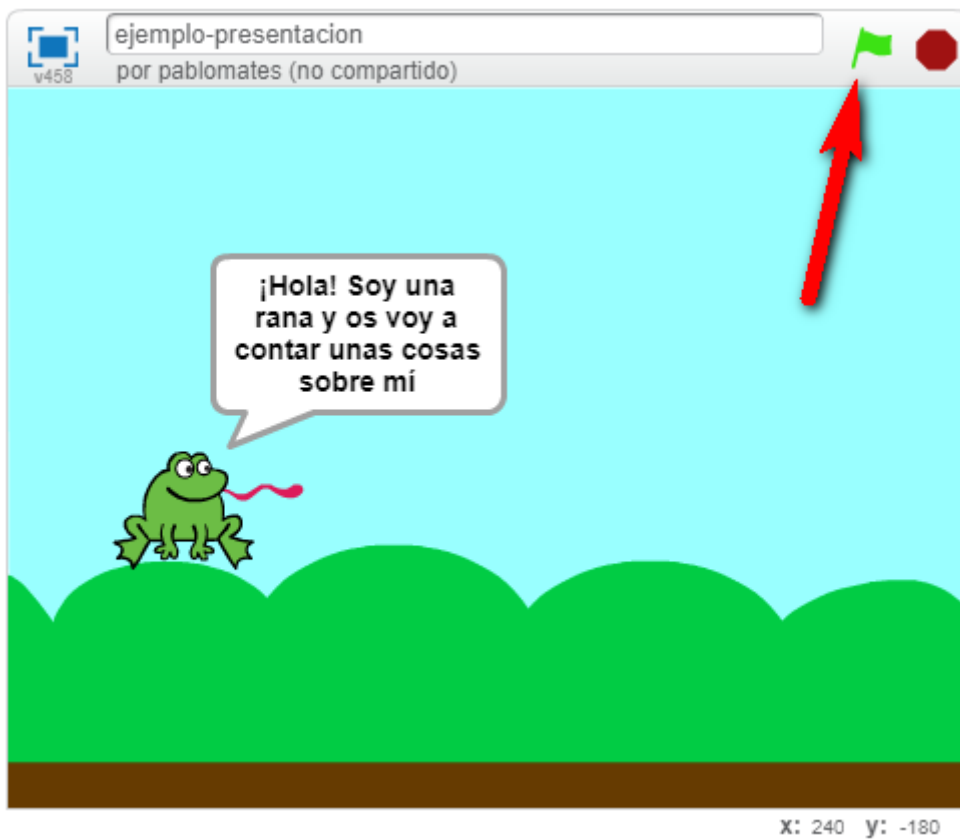 ejemplo-presentacion
v458
por pablomates (no compartido)
¡Hola! Soy una
rana y os voy a
contar unas cosas
sobre mí
x: 240 y: -180